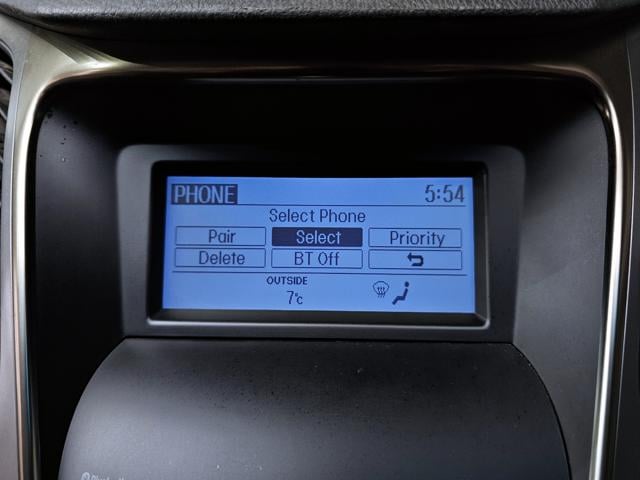 PHONE 5:54
Select Phone
Pair Select Priority
Delete BT Off
OUTSIDE
7°c